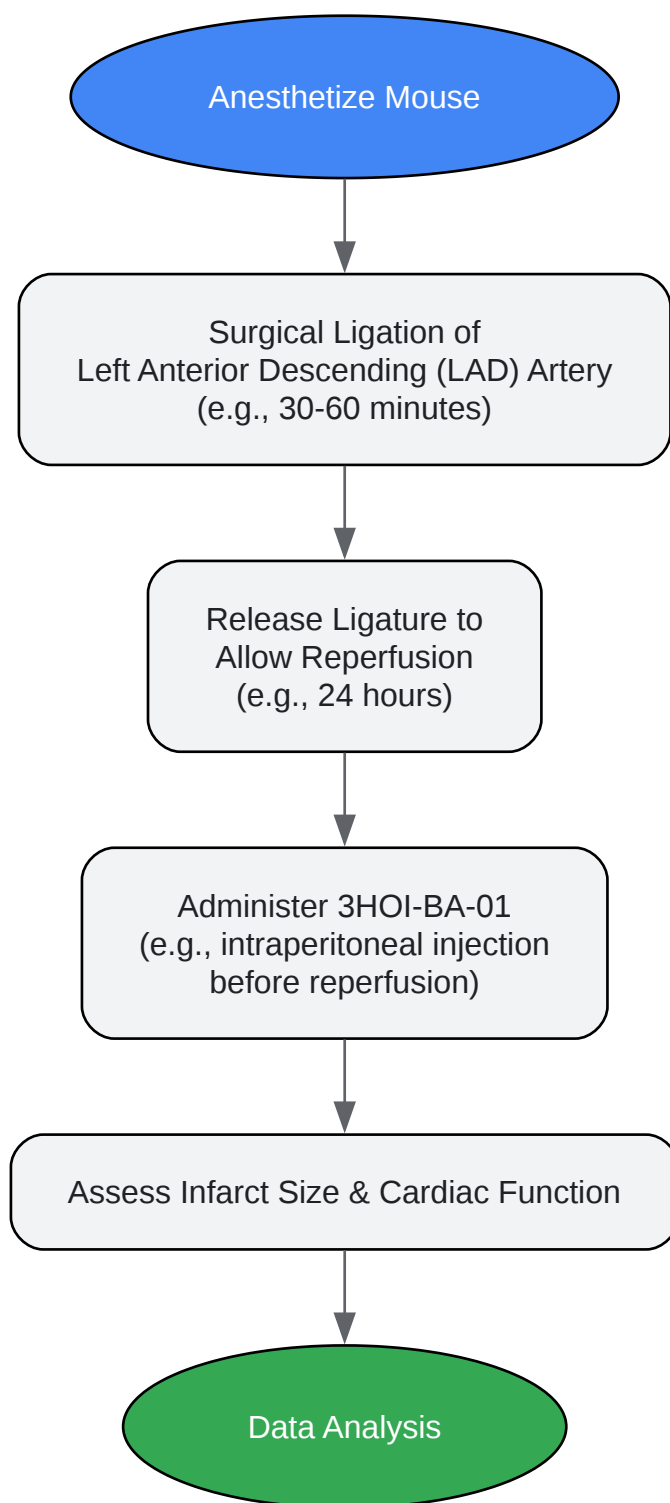 Anesthetize Mouse
Surgical Ligation of
Left Anterior Descending (LAD) Artery
(e.g., 30-60 minutes)
Release Ligature to
Allow Reperfusion
(e.g., 24 hours)
Administer 3HOI-BA-01
(e.g., intraperitoneal injection
before reperfusion)
Assess Infarct Size & Cardiac Function
Data Analysis